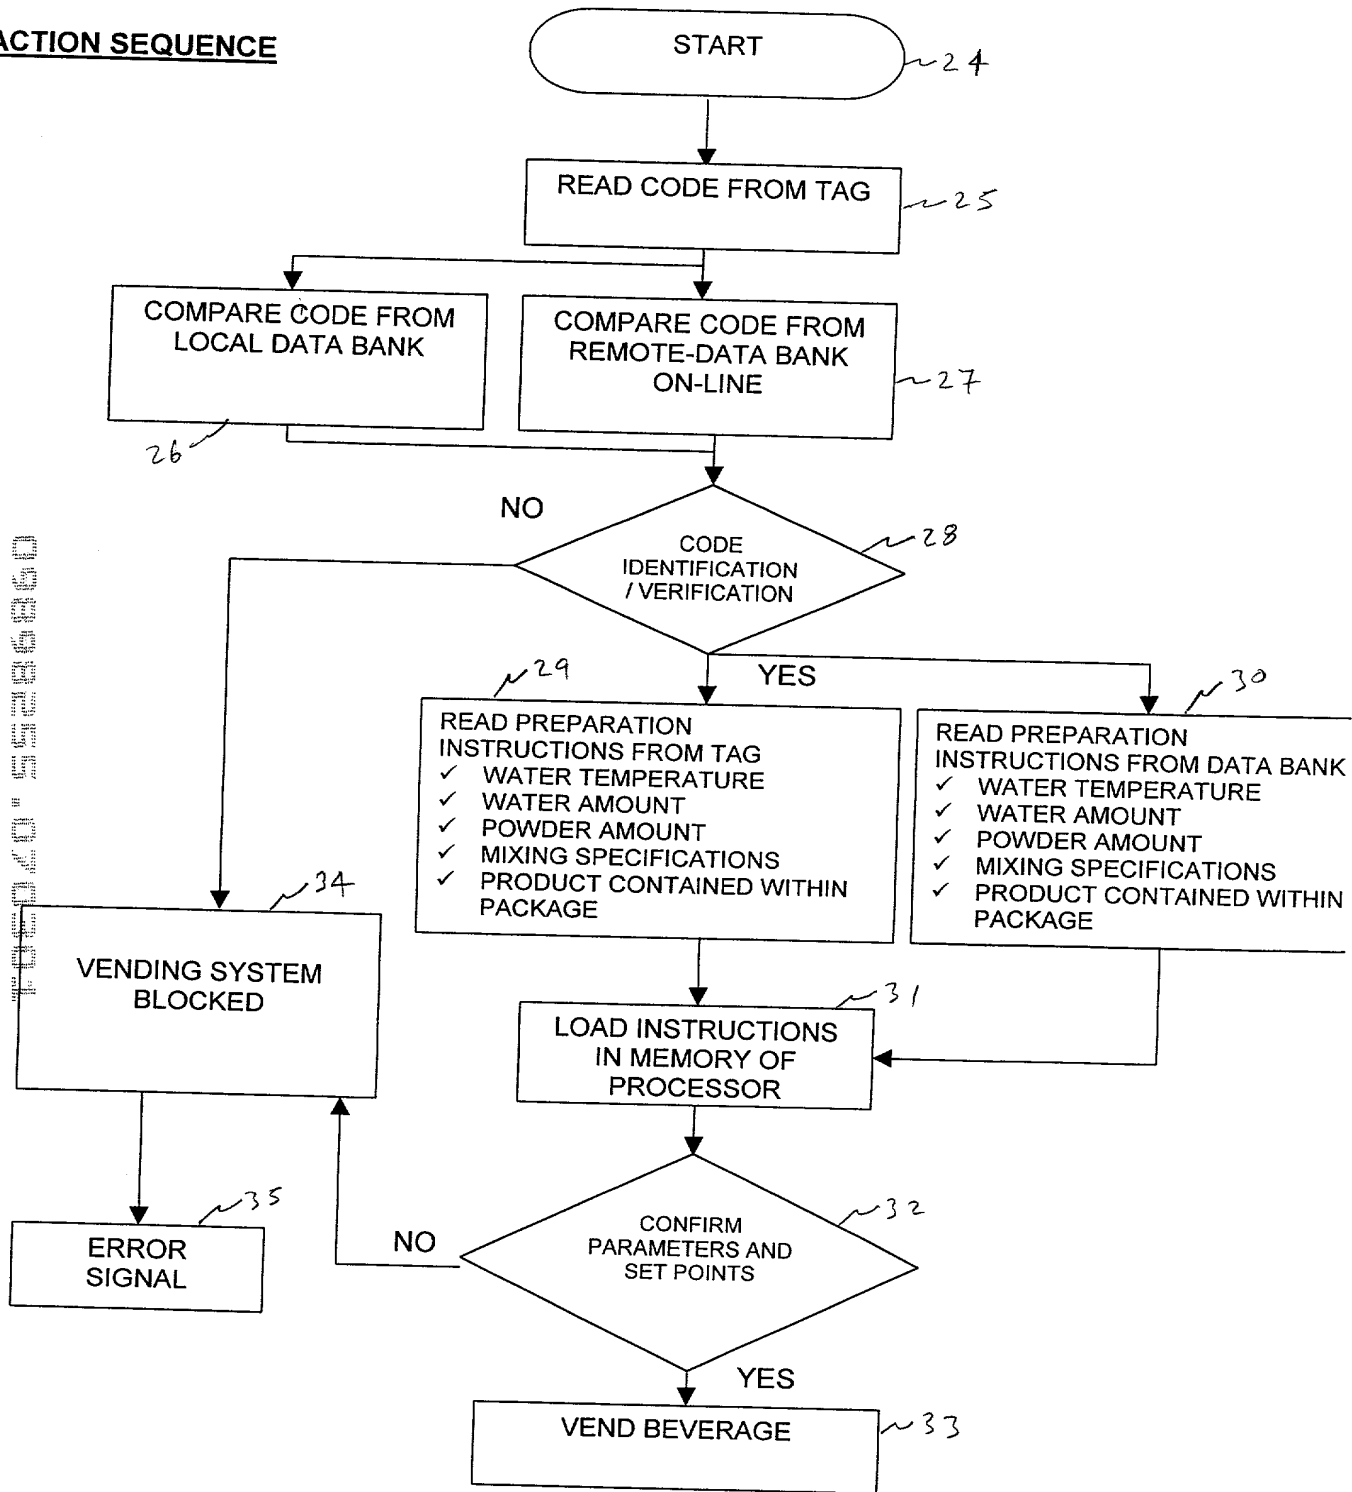 ACTION SEQUENCE
START
24
READ CODE FROM TAG
25
COMPARE CODE FROM
LOCAL DATA BANK
26
COMPARE CODE FROM
REMOTE-DATA BANK
ON-LINE
27
NO
CODE
IDENTIFICATION
/ VERIFICATION
28
YES
29
READ PREPARATION
INSTRUCTIONS FROM TAG
✓ WATER TEMPERATURE
✓ WATER AMOUNT
✓ POWDER AMOUNT
✓ MIXING SPECIFICATIONS
✓ PRODUCT CONTAINED WITHIN
PACKAGE
30
READ PREPARATION
INSTRUCTIONS FROM DATA BANK
✓ WATER TEMPERATURE
✓ WATER AMOUNT
✓ POWDER AMOUNT
✓ MIXING SPECIFICATIONS
✓ PRODUCT CONTAINED WITHIN
PACKAGE
34
VENDING SYSTEM
BLOCKED
31
LOAD INSTRUCTIONS
IN MEMORY OF
PROCESSOR
35
ERROR
SIGNAL
NO
32
CONFIRM
PARAMETERS AND
SET POINTS
YES
VEND BEVERAGE
33